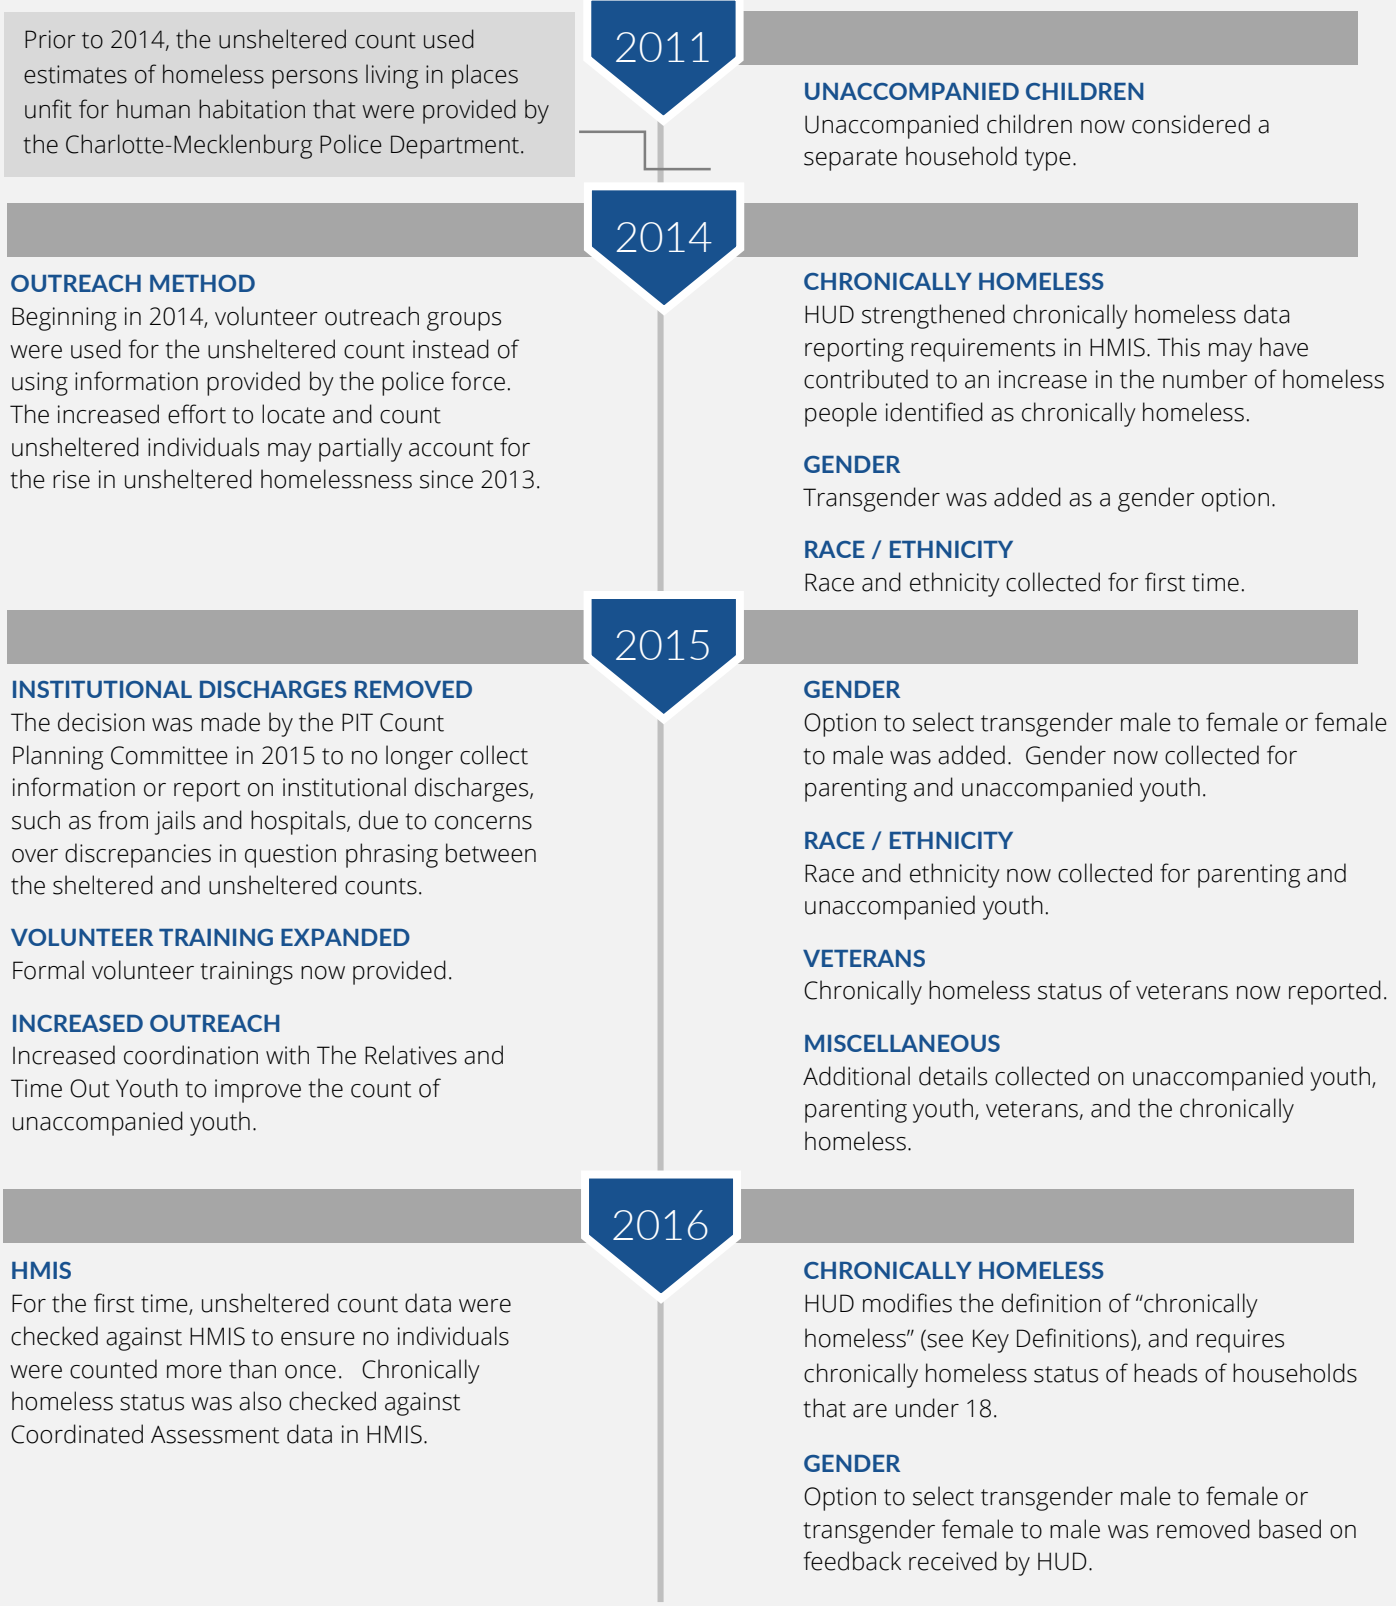 Prior to 2014, the unsheltered count used
estimates of homeless persons living in places
unfit for human habitation that were provided by
the Charlotte-Mecklenburg Police Department.
2011
UNACCOMPANIED CHILDREN
Unaccompanied children now considered a
separate household type.
2014
OUTREACH METHOD
Beginning in 2014, volunteer outreach groups
were used for the unsheltered count instead of
using information provided by the police force.
The increased effort to locate and count
unsheltered individuals may partially account for
the rise in unsheltered homelessness since 2013.
CHRONICALLY HOMELESS
HUD strengthened chronically homeless data
reporting requirements in HMIS. This may have
contributed to an increase in the number of homeless
people identified as chronically homeless.
GENDER
Transgender was added as a gender option.
RACE / ETHNICITY
Race and ethnicity collected for first time.
2015
INSTITUTIONAL DISCHARGES REMOVED
The decision was made by the PIT Count
Planning Committee in 2015 to no longer collect
information or report on institutional discharges,
such as from jails and hospitals, due to concerns
over discrepancies in question phrasing between
the sheltered and unsheltered counts.
VOLUNTEER TRAINING EXPANDED
Formal volunteer trainings now provided.
INCREASED OUTREACH
Increased coordination with The Relatives and
Time Out Youth to improve the count of
unaccompanied youth.
GENDER
Option to select transgender male to female or female
to male was added.  Gender now collected for
parenting and unaccompanied youth.
RACE / ETHNICITY
Race and ethnicity now collected for parenting and
unaccompanied youth.
VETERANS
Chronically homeless status of veterans now reported.
MISCELLANEOUS
Additional details collected on unaccompanied youth,
parenting youth, veterans, and the chronically
homeless.
2016
HMIS
For the first time, unsheltered count data were
checked against HMIS to ensure no individuals
were counted more than once.   Chronically
homeless status was also checked against
Coordinated Assessment data in HMIS.
CHRONICALLY HOMELESS
HUD modifies the definition of “chronically
homeless” (see Key Definitions), and requires
chronically homeless status of heads of households
that are under 18.
GENDER
Option to select transgender male to female or
transgender female to male was removed based on
feedback received by HUD.